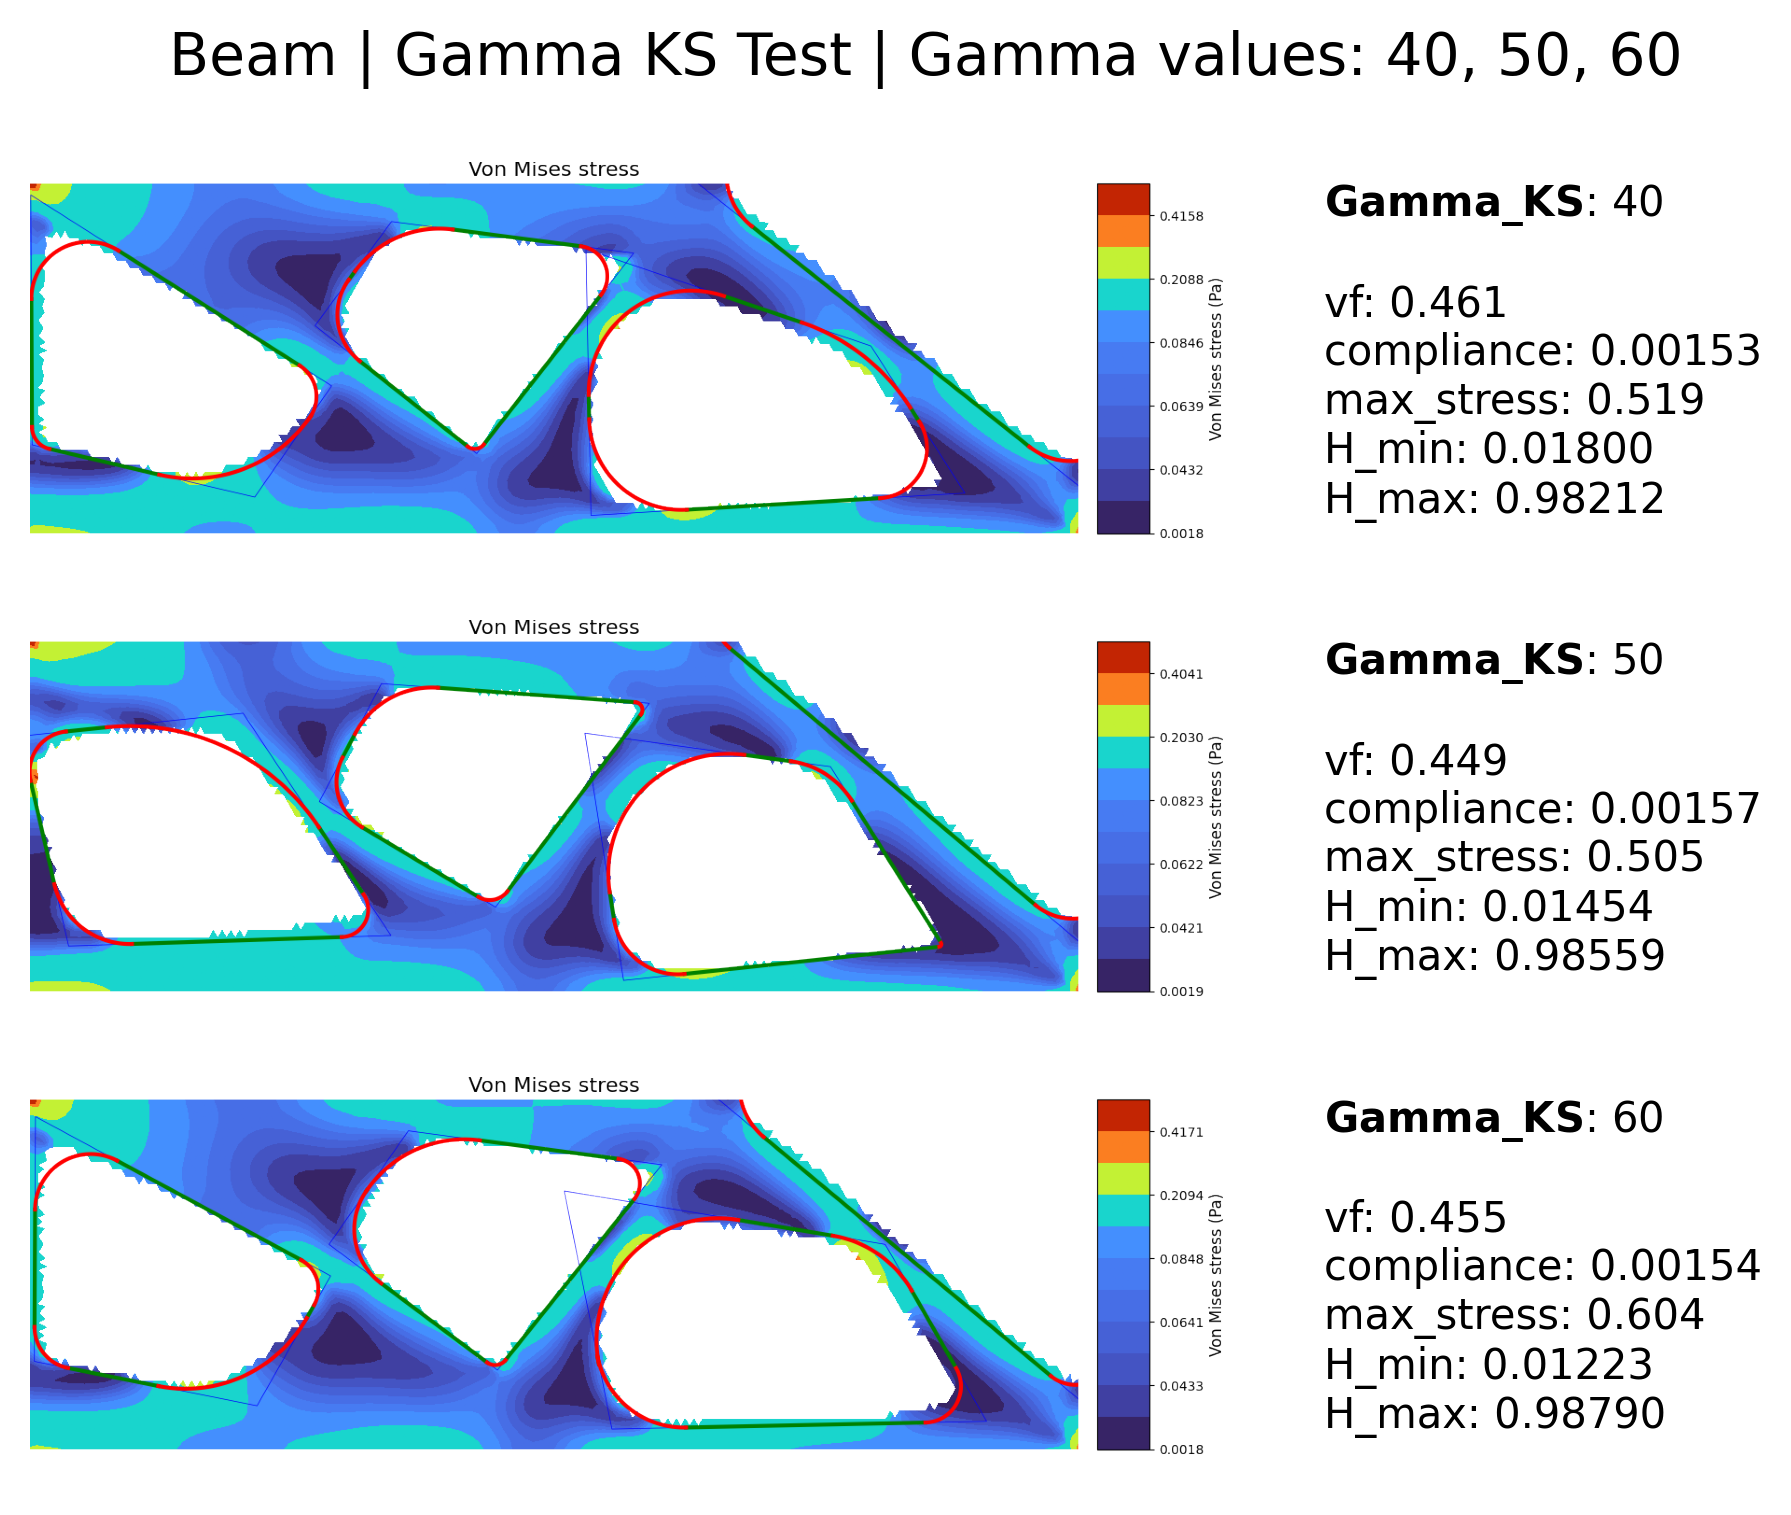 Beam | Gamma KS Test | Gamma values: 40, 50, 60
Von Mises stress
0.4158
0.2088
0.0846
0.0639
0.0432
0.0018
Von Mises stress (Pa)
Gamma_KS: 40
vf: 0.461
compliance: 0.00153
max_stress: 0.519
H_min: 0.01800
H_max: 0.98212
Von Mises stress
0.4041
0.2030
0.0823
0.0622
0.0421
0.0019
Von Mises stress (Pa)
Gamma_KS: 50
vf: 0.449
compliance: 0.00157
max_stress: 0.505
H_min: 0.01454
H_max: 0.98559
Von Mises stress
0.4171
0.2094
0.0848
0.0641
0.0433
0.0018
Von Mises stress (Pa)
Gamma_KS: 60
vf: 0.455
compliance: 0.00154
max_stress: 0.604
H_min: 0.01223
H_max: 0.98790